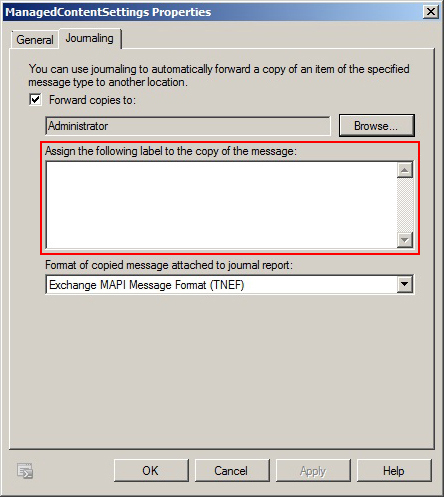 ManagedContentSettings Properties
General
Journaling
You can use journaling to automatically forward a copy of an item of the specified
message type to another location.
Forward copies to:
Administrator
Browse...
Assign the following label to the copy of the message:
Format of copied message attached to journal report:
Exchange MAPI Message Format (TNEF)
OK
Cancel
Apply
Help